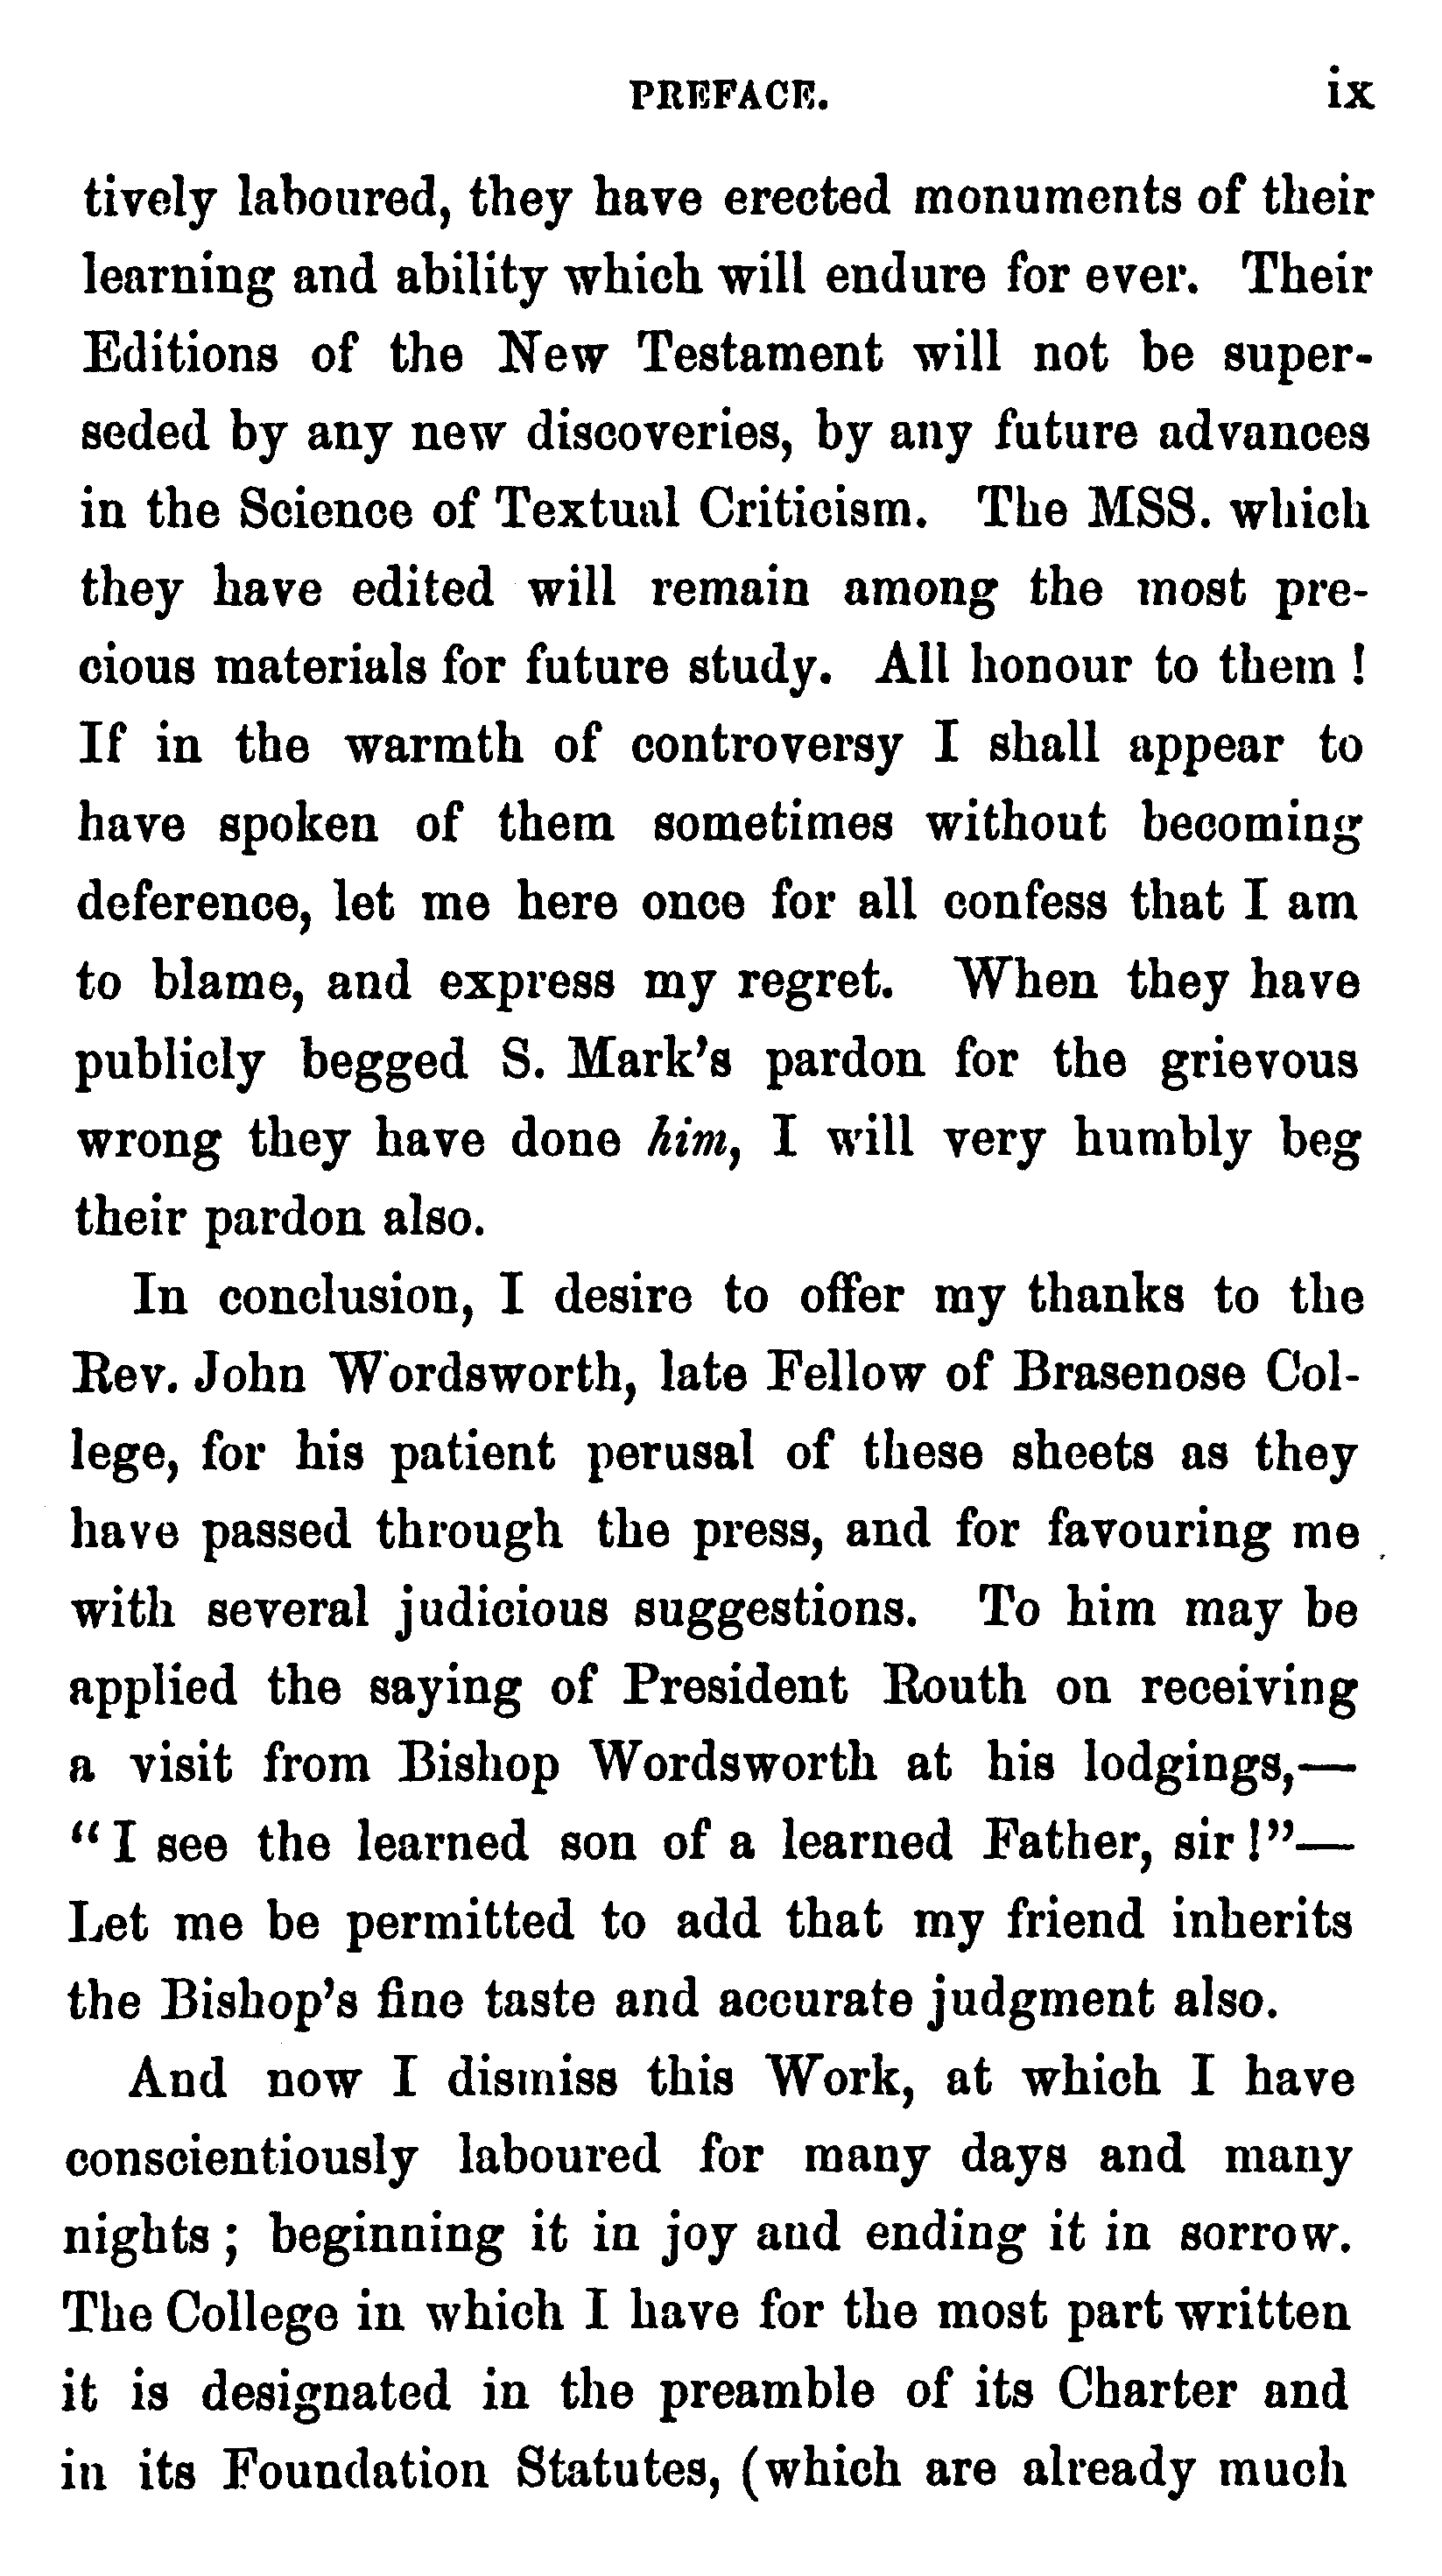 PREFACE. ix
tively laboured, they have erected monuments of their
learning and ability which will endure for ever. Their
Editions of the New Testament will not be super-
seded by any new discoveries, by any future advances
in the Science of Textual Criticism. The MSS. which
they have edited will remain among the most pre-
cious materials for future study. All honour to them !
If in the warmth of controversy I shall appear to
have spoken of them sometimes without becoming
deference, let me here once for all confess that I am
to blame, and express my regret. When they have
publicly begged S. Mark's pardon for the grievous
wrong they have done him, I will very humbly beg
their pardon also.
In conclusion, I desire to offer my thanks to the
Rev. John Wordsworth, late Fellow of Brasenose Col-
lege, for his patient perusal of these sheets as they
have passed through the press, and for favouring me
with several judicious suggestions. To him may be
applied the saying of President Routh on receiving
a visit from Bishop Wordsworth at his lodgings,—
“I see the learned son of a learned Father, sir !”—
Let me be permitted to add that my friend inherits
the Bishop's fine taste and accurate judgment also.
And now I dismiss this Work, at which I have
conscientiously laboured for many days and many
nights ; beginning it in joy and ending it in sorrow.
The College in which I have for the most part written
it is designated in the preamble of its Charter and
in its Foundation Statutes, (which are already much